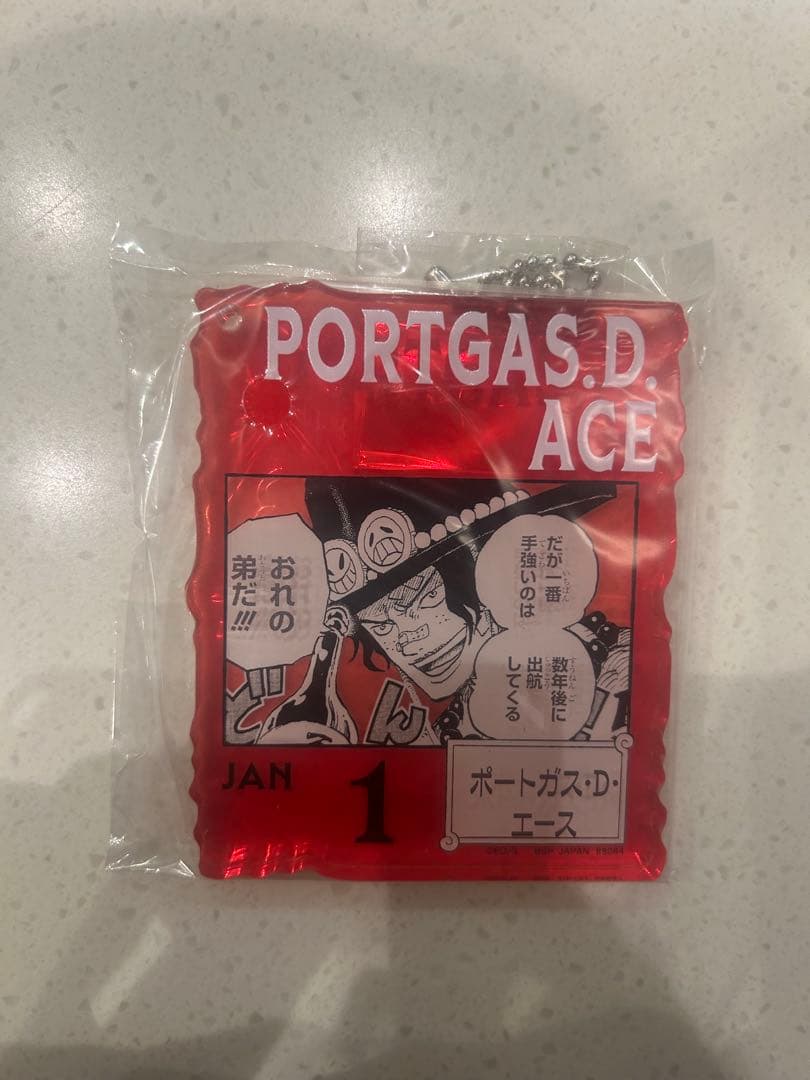 PORTGAS.D.
ACE
だが一番
手強いのは
数年後に
出航
してくる
おれの
弟だ!!!
どん
JAN
1
ポートガス・D・
エース
JAPAN